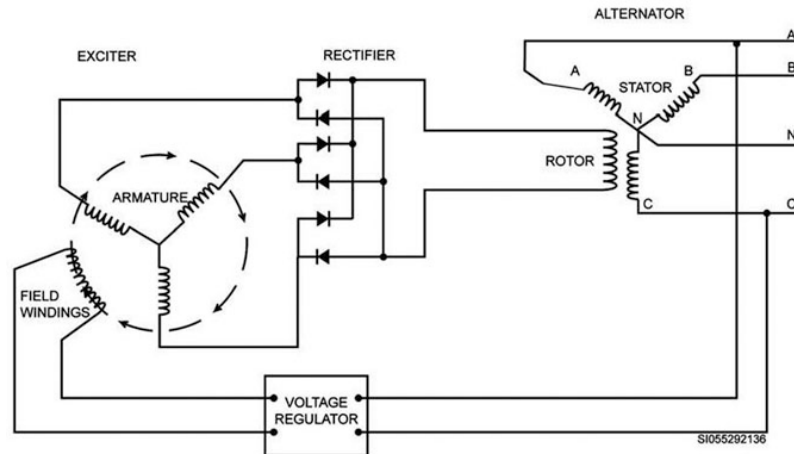 ALTERNATOR
EXCITER
RECTIFIER
A
A
B
B
STATOR
N
N
ROTOR
ARMATURE
C
C
FIELD
WINDINGS
VOLTAGE
REGULATOR
SI055292136